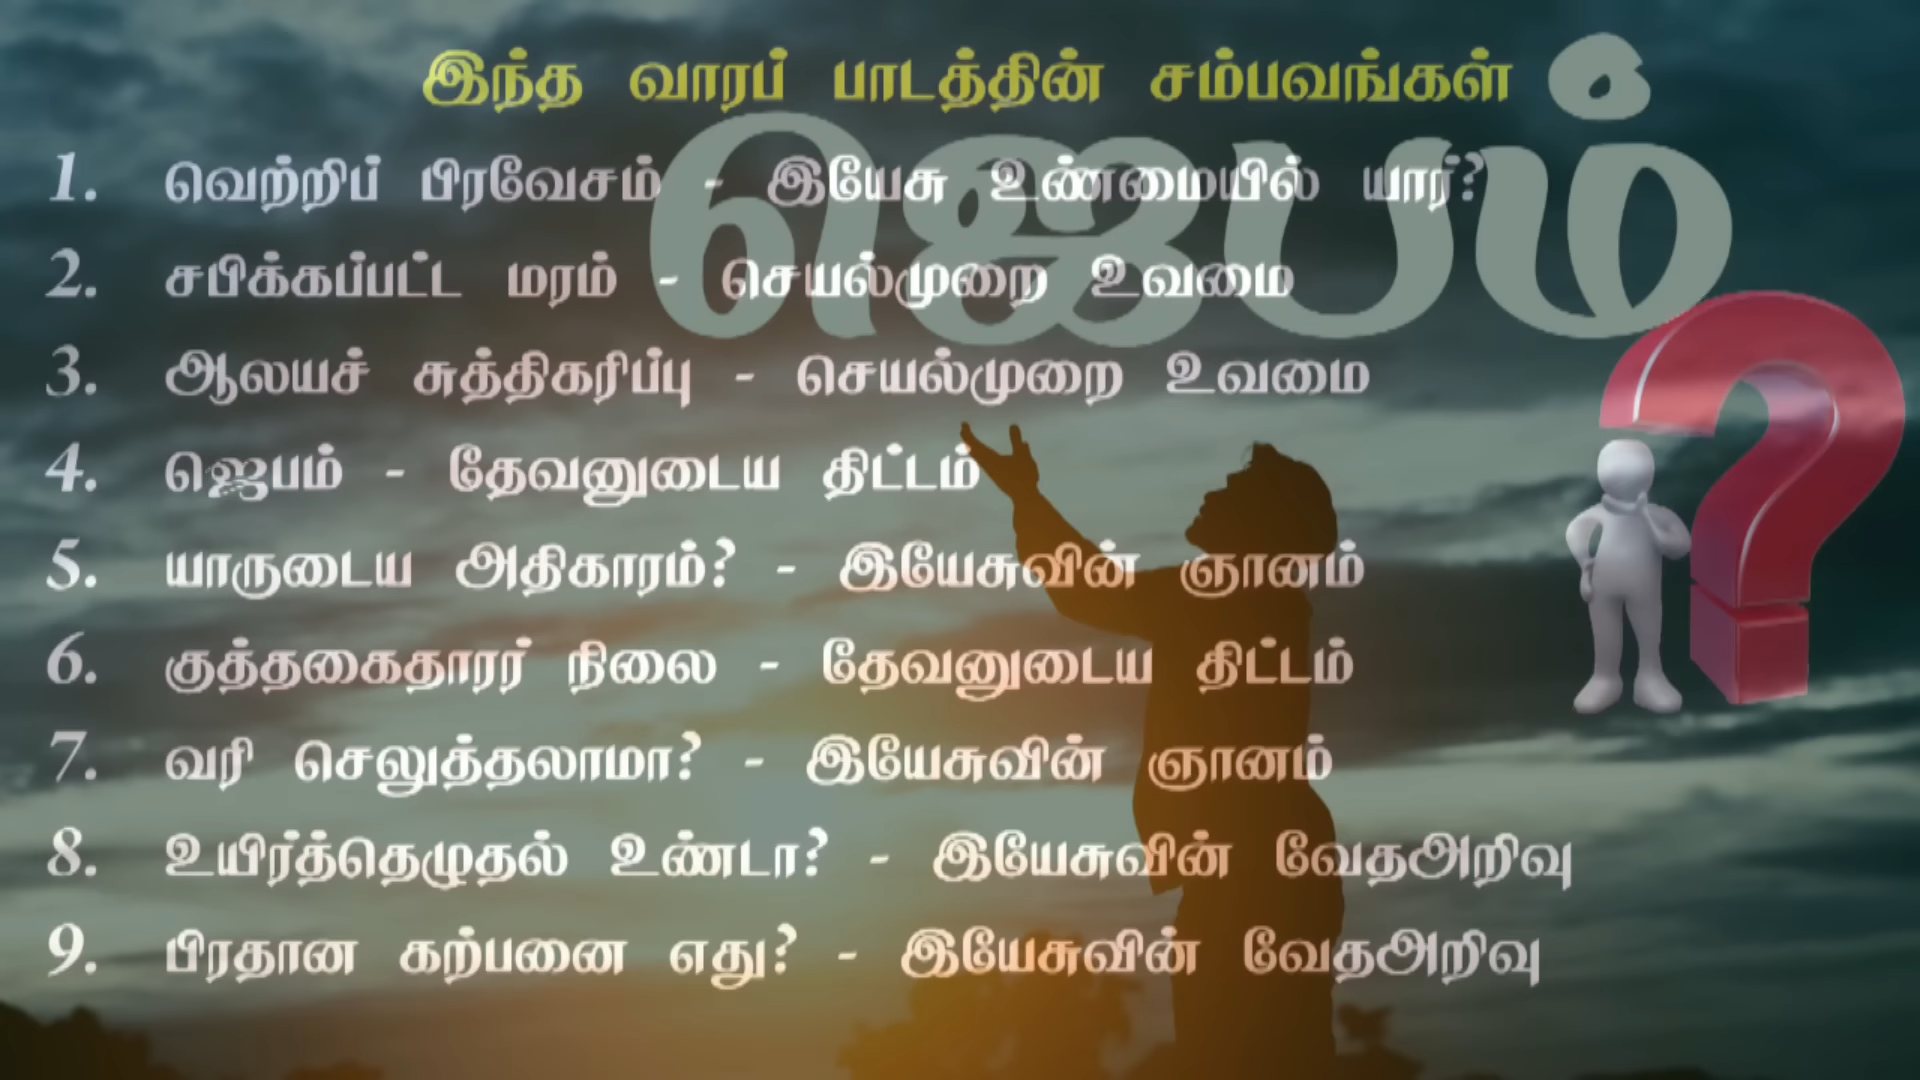 இந்த வாரப் பாடத்தின் சம்பவங்கள்
ஜெபம்
1. வெற்றிப் பிரவேசம் - இயேசு உண்மையில் யார்?
2. சபிக்கப்பட்ட மரம் - செயல்முறை உவமை
3. ஆலயச் சுத்திகரிப்பு - செயல்முறை உவமை
4. ஜெபம் - தேவனுடைய திட்டம்
5. யாருடைய அதிகாரம்? - இயேசுவின் ஞானம்
6. குத்தகைதாரர் நிலை - தேவனுடைய திட்டம்
7. வரி செலுத்தலாமா? - இயேசுவின் ஞானம்
8. உயிர்த்தெழுதல் உண்டா? - இயேசுவின் வேதஅறிவு
9. பிரதான கற்பனை எது? - இயேசுவின் வேதஅறிவு